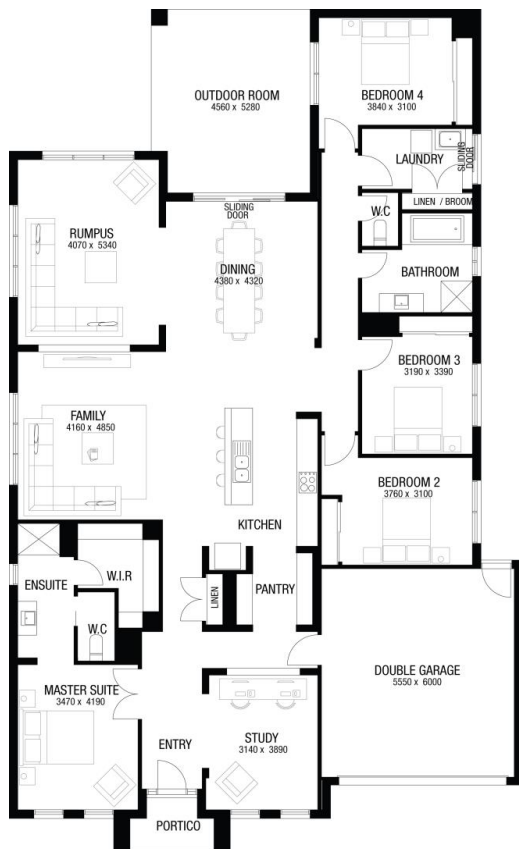 OUTDOOR ROOM
4560 x 5280
BEDROOM 4
3840 x 3100
LAUNDRY
SLIDING
DOOR
LINEN / BROOM
W.C
BATHROOM
SLIDING
DOOR
RUMPUS
4070 x 5340
DINING
4380 x 4320
BEDROOM 3
3190 x 3390
FAMILY
4160 x 4850
KITCHEN
BEDROOM 2
3760 x 3100
ENSUITE
W.I.R
W.C
LINEN
PANTRY
DOUBLE GARAGE
5550 x 6000
MASTER SUITE
3470 x 4190
ENTRY
STUDY
3140 x 3890
PORTICO